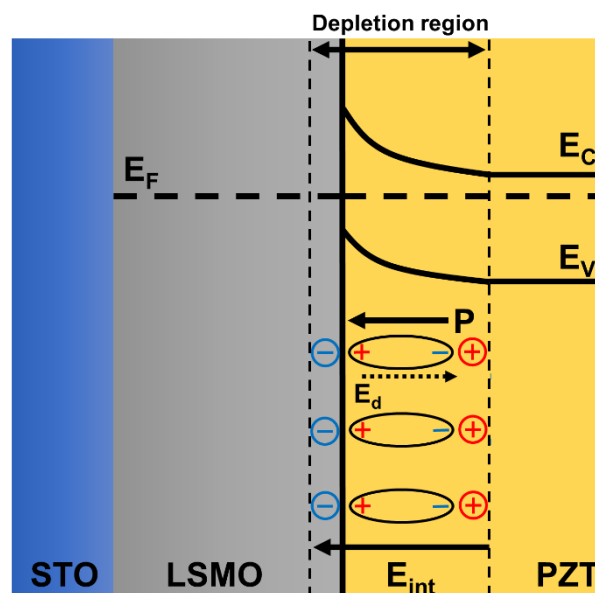 Depletion region
E_C
E_F
E_V
P
− + − +
E_d
− + − +
− + − +
STO LSMO E_int PZT